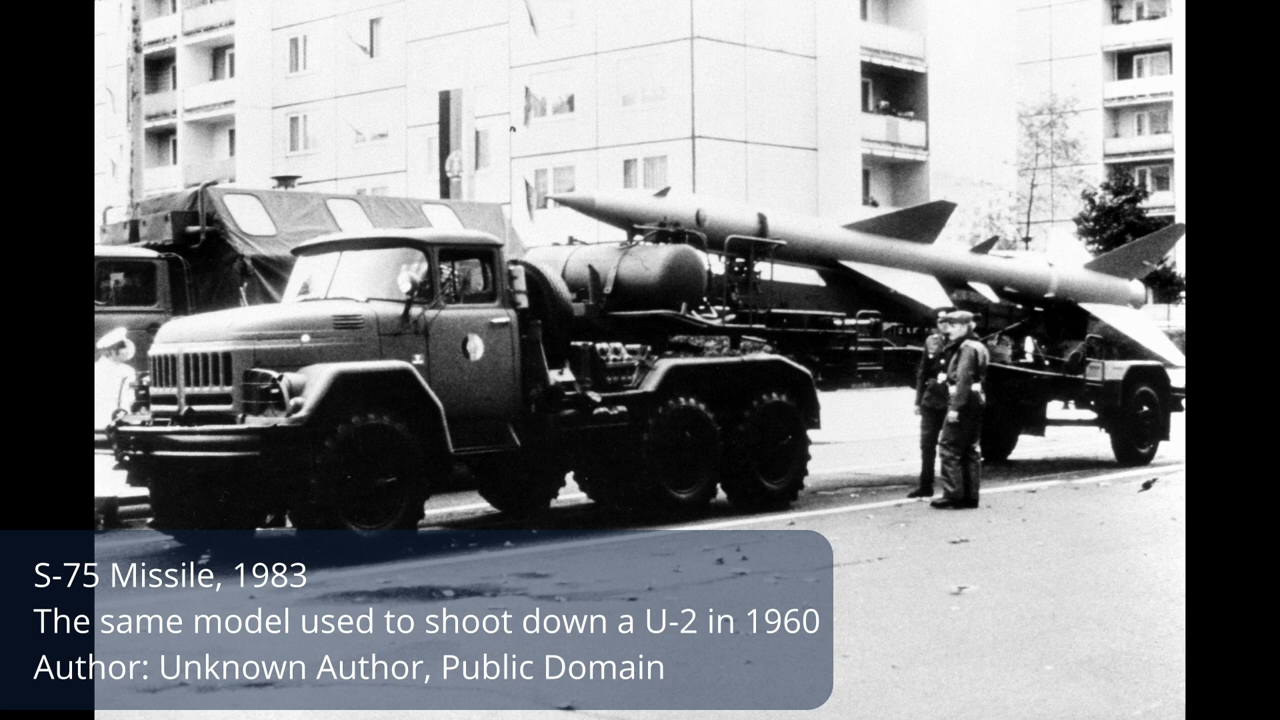 S-75 Missile, 1983
The same model used to shoot down a U-2 in 1960
Author: Unknown Author, Public Domain